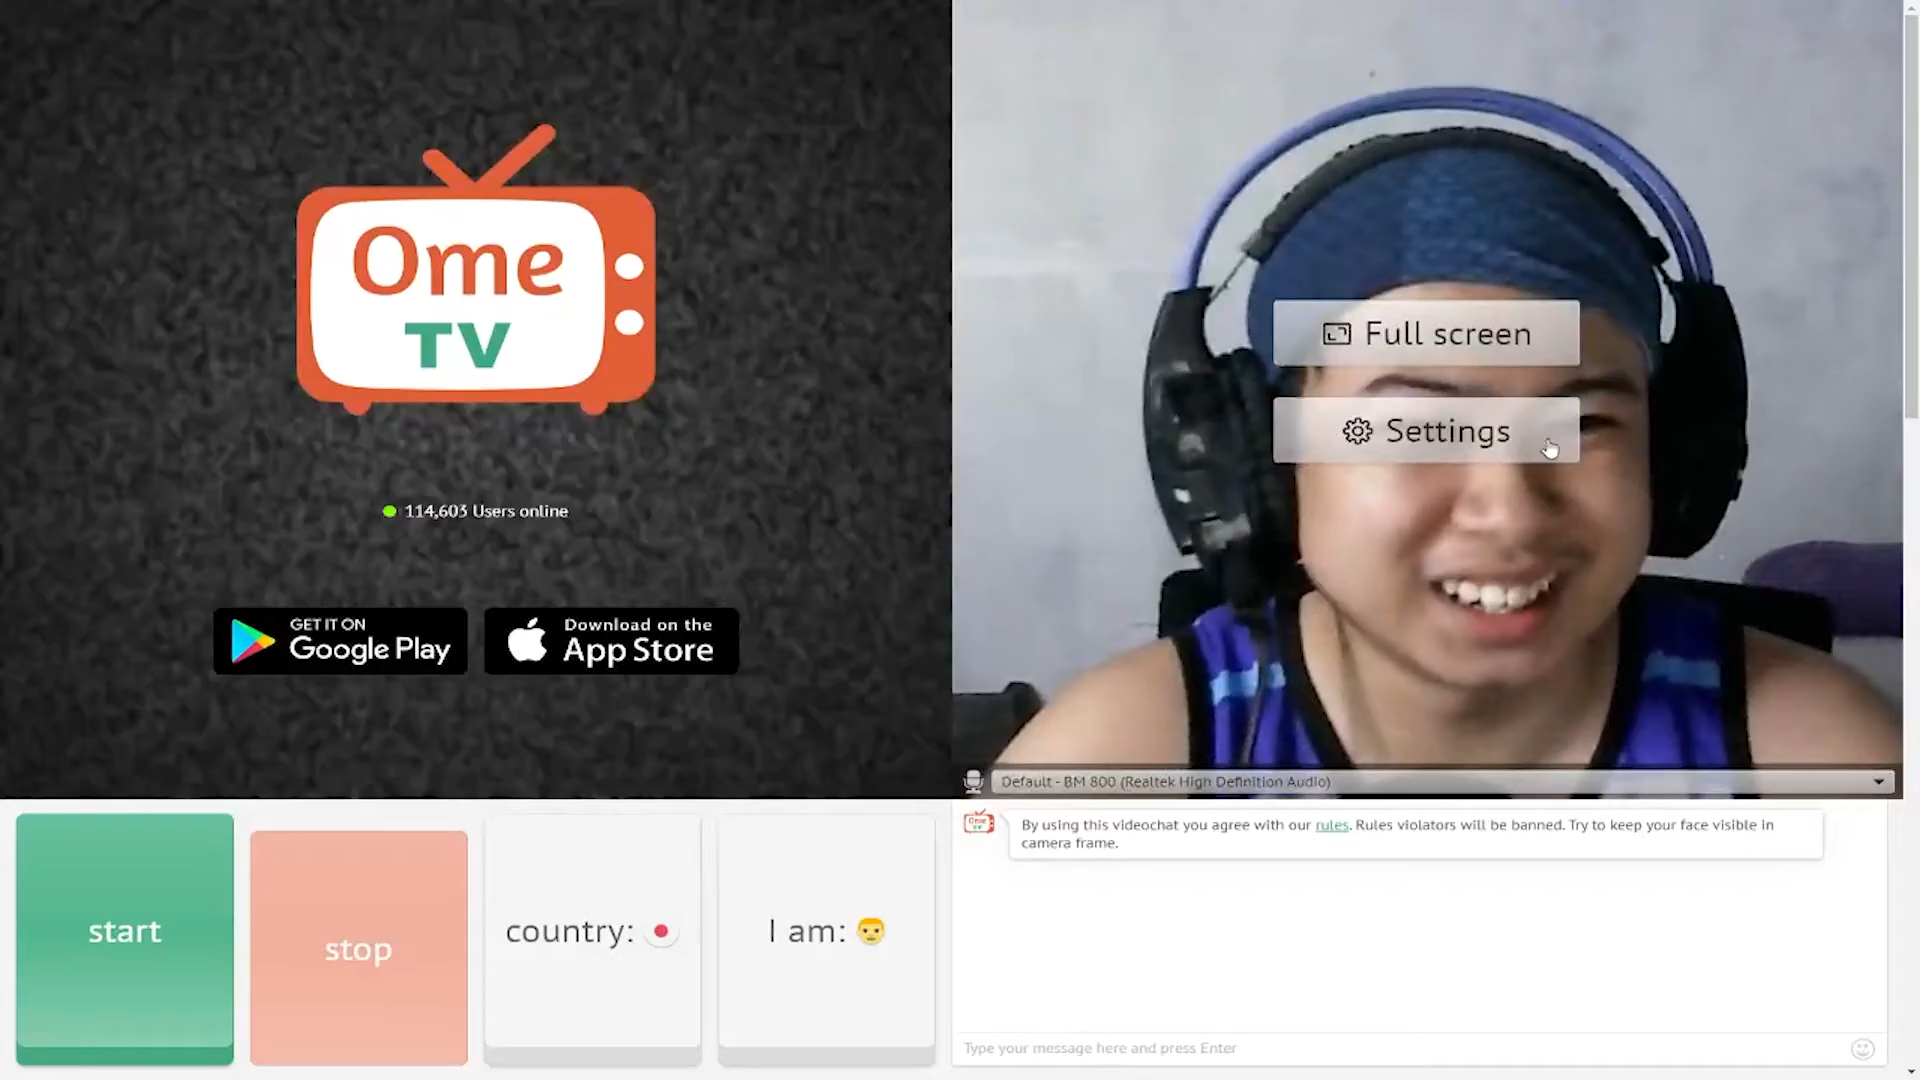 Ome
TV
114,603 Users online
GET IT ON
Google Play
Download on the
App Store
Full screen
Settings
Default - BM 800 (Realtek High Definition Audio)
start
stop
country:
I am:
Ome
TV
By using this videochat you agree with our rules. Rules violators will be banned. Try to keep your face visible in
camera frame.
Type your message here and press Enter